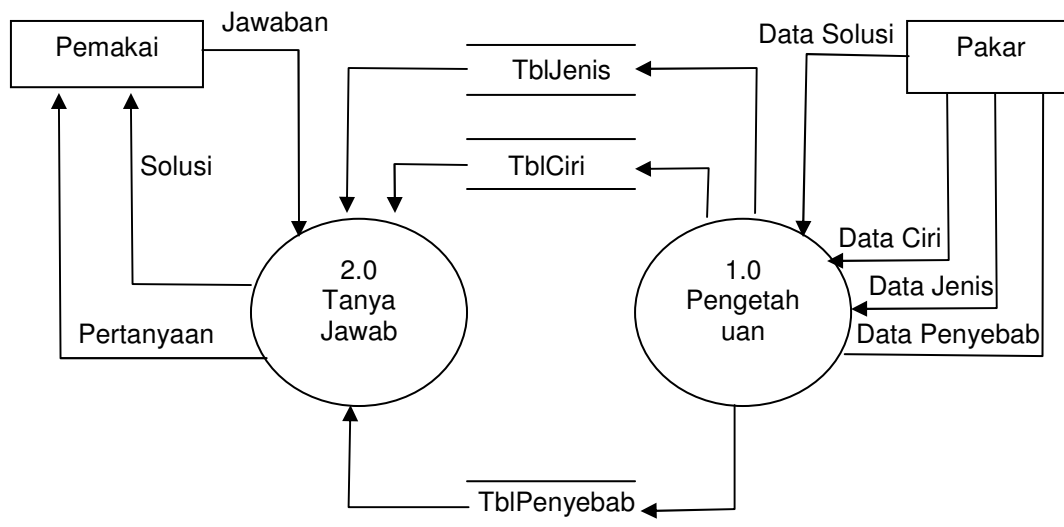 Jawaban
Pemakai
Data Solusi
Pakar
TblJenis
Solusi
TblCiri
Data Ciri
2.0
Tanya
Jawab
1.0
Pengetah
uan
Data Jenis
Pertanyaan
Data Penyebab
TblPenyebab